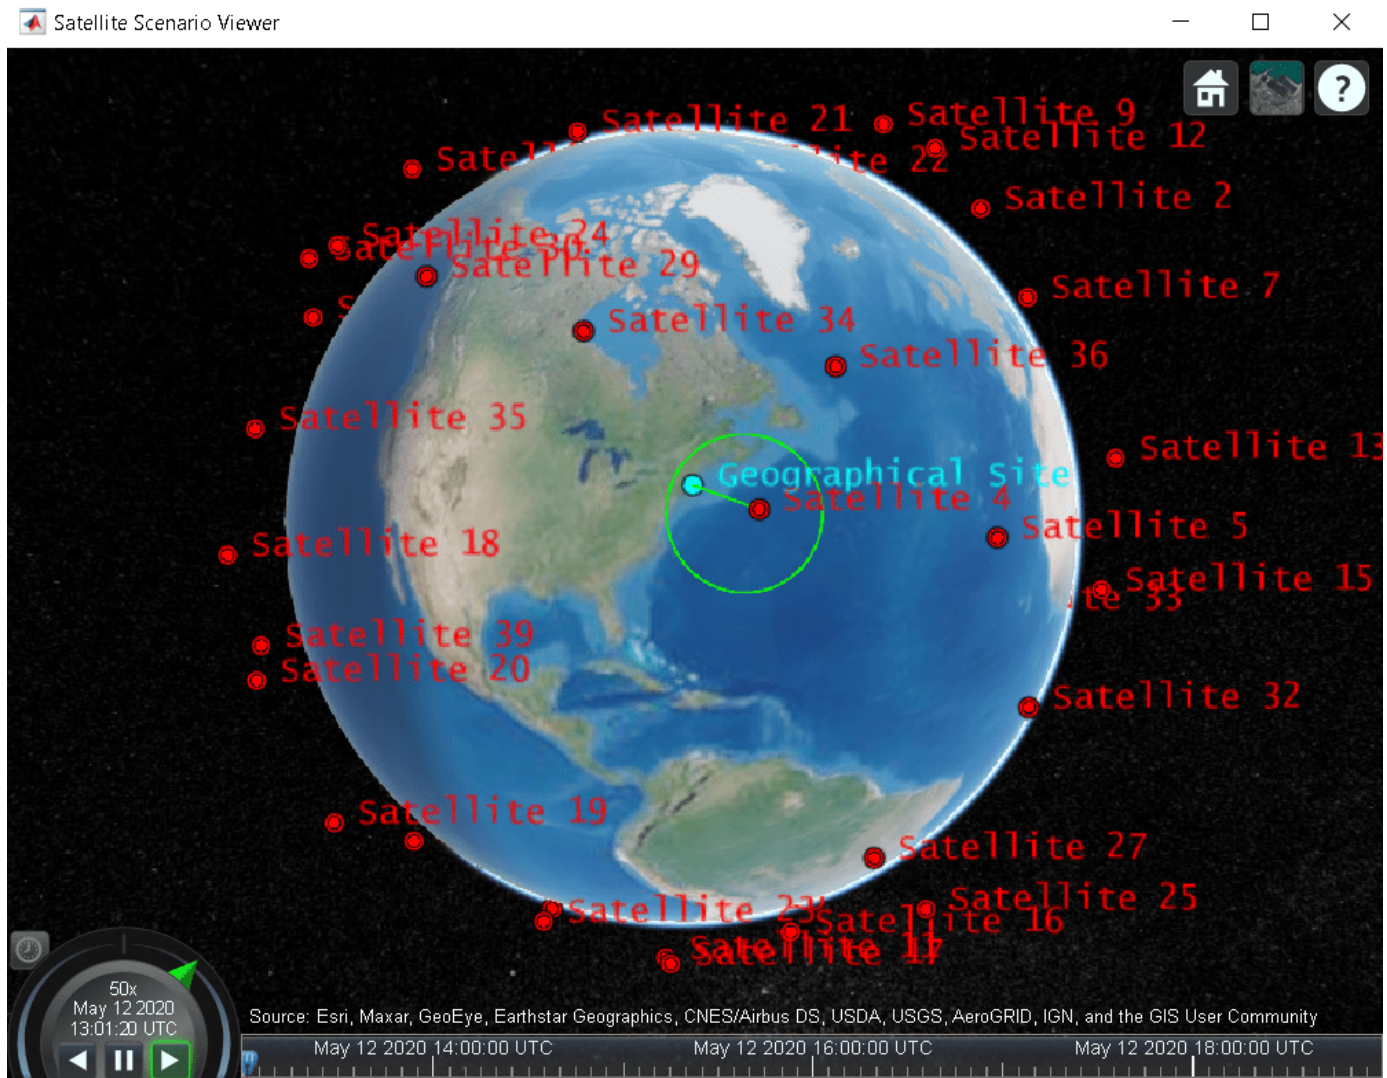 Satellite Scenario Viewer
Satellite 21
Satellite 9
Satellite 12
22
Satellite 2
Satellite 24
Satellite 30
Satellite 29
Satellite 7
Satellite 34
Satellite 36
Satellite 35
Satellite 13
Geographical Site
Satellite 4
Satellite 5
Satellite 18
Satellite 15
33
Satellite 39
Satellite 20
Satellite 32
Satellite 19
Satellite 27
Satellite 25
Satellite 23
Satellite 16
Satellite 11
Satellite 17
50x
May 12 2020
13:01:20 UTC
Source: Esri, Maxar, GeoEye, Earthstar Geographics, CNES/Airbus DS, USDA, USGS, AeroGRID, IGN, and the GIS User Community
May 12 2020 14:00:00 UTC
May 12 2020 16:00:00 UTC
May 12 2020 18:00:00 UTC